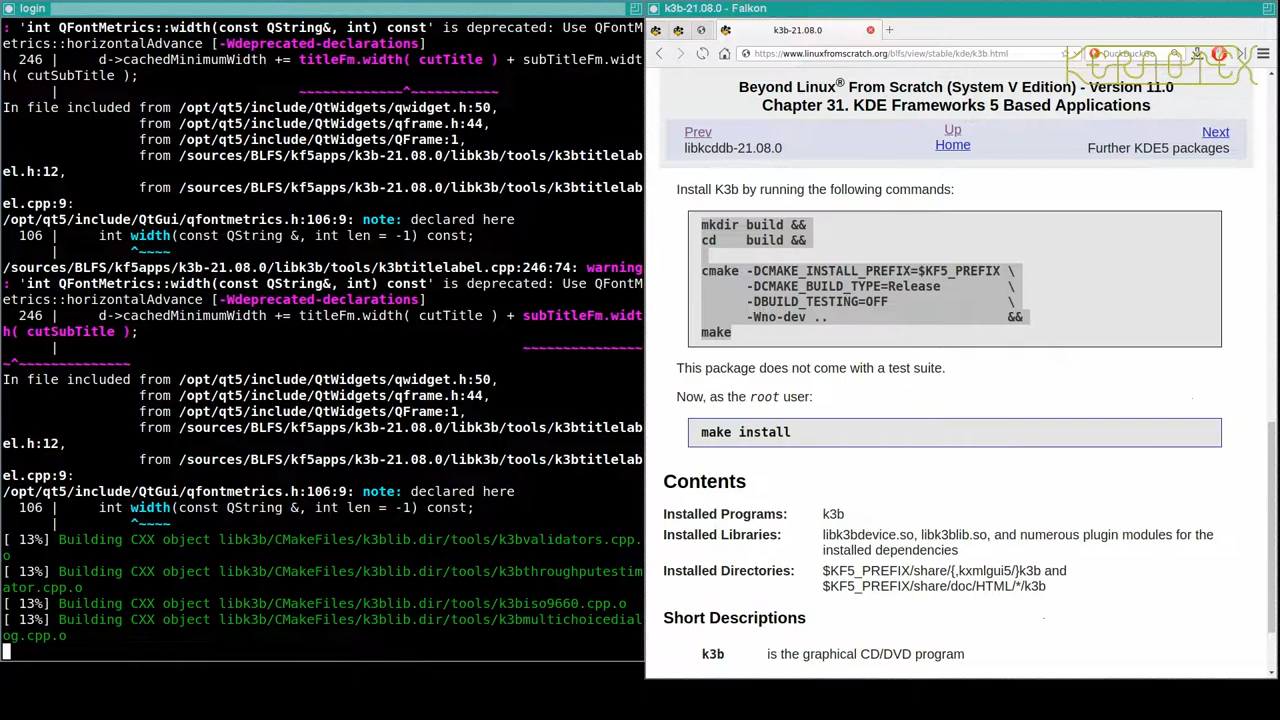 login
: 'int QFontMetrics::width(const QString&, int) const' is deprecated: Use QFontM
etrics::horizontalAdvance [-Wdeprecated-declarations]
246 |     d->cachedMinimumWidth += titleFm.width( cutTitle ) + subTitleFm.widt
h( cutSubTitle );
|                              ~~~~~~~~~~~~~^~~~~~~~~~~~
In file included from /opt/qt5/include/QtWidgets/qwidget.h:50,
from /opt/qt5/include/QtWidgets/qframe.h:44,
from /opt/qt5/include/QtWidgets/QFrame:1,
from /sources/BLFS/kf5apps/k3b-21.08.0/libk3b/tools/k3btitlelab
el.h:12,
from /sources/BLFS/kf5apps/k3b-21.08.0/libk3b/tools/k3btitlelab
el.cpp:9:
/opt/qt5/include/QtGui/qfontmetrics.h:106:9: note: declared here
106 |     int width(const QString &, int len = -1) const;
|         ^~~~~
/sources/BLFS/kf5apps/k3b-21.08.0/libk3b/tools/k3btitlelabel.cpp:246:74: warning
: 'int QFontMetrics::width(const QString&, int) const' is deprecated: Use QFontM
etrics::horizontalAdvance [-Wdeprecated-declarations]
246 |     d->cachedMinimumWidth += titleFm.width( cutTitle ) + subTitleFm.widt
h( cutSubTitle );
|                                                          ~~~~~~~~~~~~~~~
~^~~~~~~~~~~~~~
In file included from /opt/qt5/include/QtWidgets/qwidget.h:50,
from /opt/qt5/include/QtWidgets/qframe.h:44,
from /opt/qt5/include/QtWidgets/QFrame:1,
from /sources/BLFS/kf5apps/k3b-21.08.0/libk3b/tools/k3btitlelab
el.h:12,
from /sources/BLFS/kf5apps/k3b-21.08.0/libk3b/tools/k3btitlelab
el.cpp:9:
/opt/qt5/include/QtGui/qfontmetrics.h:106:9: note: declared here
106 |     int width(const QString &, int len = -1) const;
|         ^~~~~
[ 13%] Building CXX object libk3b/CMakeFiles/k3blib.dir/tools/k3bvalidators.cpp.
o
[ 13%] Building CXX object libk3b/CMakeFiles/k3blib.dir/tools/k3bthroughputestim
ator.cpp.o
[ 13%] Building CXX object libk3b/CMakeFiles/k3blib.dir/tools/k3biso9660.cpp.o
[ 13%] Building CXX object libk3b/CMakeFiles/k3blib.dir/tools/k3bmultichoicedial
og.cpp.o
k3b-21.08.0 - Falkon
k3b-21.08.0
https://www.linuxfromscratch.org/blfs/view/stable/kde/k3b.html
DuckDuckGo
KERNOTEX
Beyond Linux® From Scratch (System V Edition) - Version 11.0
Chapter 31. KDE Frameworks 5 Based Applications
Prev Up Next
libkcddb-21.08.0 Home Further KDE5 packages
Install K3b by running the following commands:
mkdir build &&
cd    build &&
cmake -DCMAKE_INSTALL_PREFIX=$KF5_PREFIX \
-DCMAKE_BUILD_TYPE=Release         \
-DBUILD_TESTING=OFF                \
-Wno-dev ..                        &&
make
This package does not come with a test suite.
Now, as the root user:
make install
Contents
Installed Programs: k3b
Installed Libraries: libk3bdevice.so, libk3blib.so, and numerous plugin modules for the
installed dependencies
Installed Directories: $KF5_PREFIX/share/{,kxmlgui5/}k3b and
$KF5_PREFIX/share/doc/HTML/*/k3b
Short Descriptions
k3b is the graphical CD/DVD program